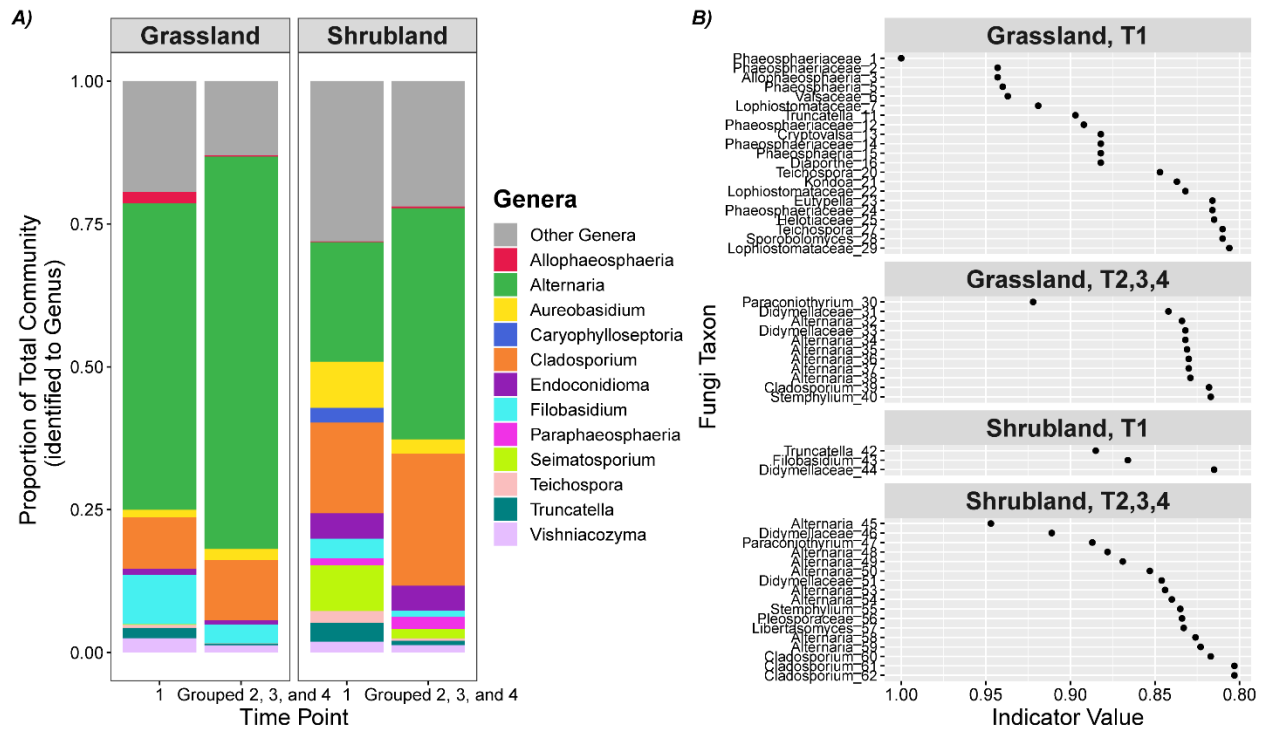 A)
Grassland
Shrubland
Proportion of Total Community
(identified to Genus)
1.00
0.75
0.50
0.25
0.00
1
Grouped 2, 3, and 4
1
Grouped 2, 3, and 4
Time Point
Genera
Other Genera
Allophaeosphaeria
Alternaria
Aureobasidium
Caryophylloseptoria
Cladosporium
Endoconidioma
Filobasidium
Paraphaeosphaeria
Seimatosporium
Teichospora
Truncatella
Vishniacozyma
B)
Fungi Taxon
Grassland, T1
Phaeosphaeriaceae_1
Phaeosphaeriaceae_2
Allophaeosphaeria_3
Phaeosphaeria_5
Valsaceae_6
Lophiostomataceae_7
Truncatella_11
Phaeosphaeriaceae_12
Cryptovalsa_13
Phaeosphaeriaceae_14
Phaeosphaeria_15
Diaporthe_16
Teichospora_20
Kondoa_21
Lophiostomataceae_22
Eutypella_23
Phaeosphaeriaceae_24
Helotiaceae_25
Teichospora_27
Sporobolomyces_28
Lophiostomataceae_29
Grassland, T2,3,4
Paraconiothyrium_30
Didymellaceae_31
Alternaria_32
Didymellaceae_33
Alternaria_34
Alternaria_35
Alternaria_36
Alternaria_37
Alternaria_38
Cladosporium_39
Stemphylium_40
Shrubland, T1
Truncatella_42
Filobasidium_43
Didymellaceae_44
Shrubland, T2,3,4
Alternaria_45
Didymellaceae_46
Paraconiothyrium_47
Alternaria_48
Alternaria_49
Alternaria_50
Didymellaceae_51
Alternaria_53
Alternaria_54
Stemphylium_55
Pleosporaceae_56
Libertasomyces_57
Alternaria_58
Alternaria_59
Cladosporium_60
Cladosporium_61
Cladosporium_62
1.00
0.95
0.90
0.85
0.80
Indicator Value